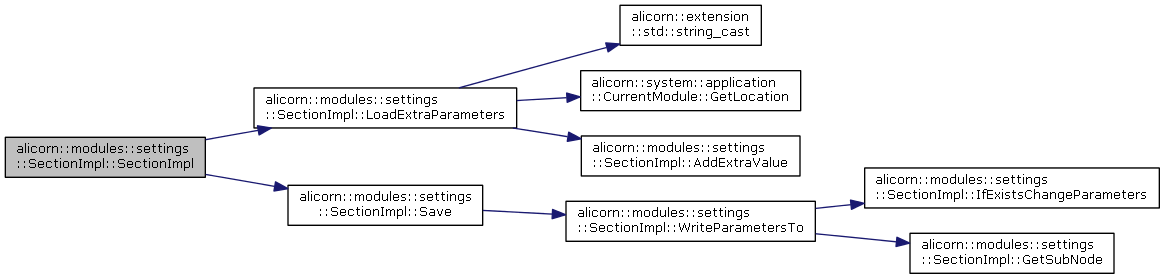 alicorn::extension
::std::string_cast
alicorn::system::application
::CurrentModule::GetLocation
alicorn::modules::settings
::SectionImpl::LoadExtraParameters
alicorn::modules::settings
::SectionImpl::SectionImpl
alicorn::modules::settings
::SectionImpl::AddExtraValue
alicorn::modules::settings
::SectionImpl::Save
alicorn::modules::settings
::SectionImpl::WriteParametersTo
alicorn::modules::settings
::SectionImpl::IfExistsChangeParameters
alicorn::modules::settings
::SectionImpl::GetSubNode